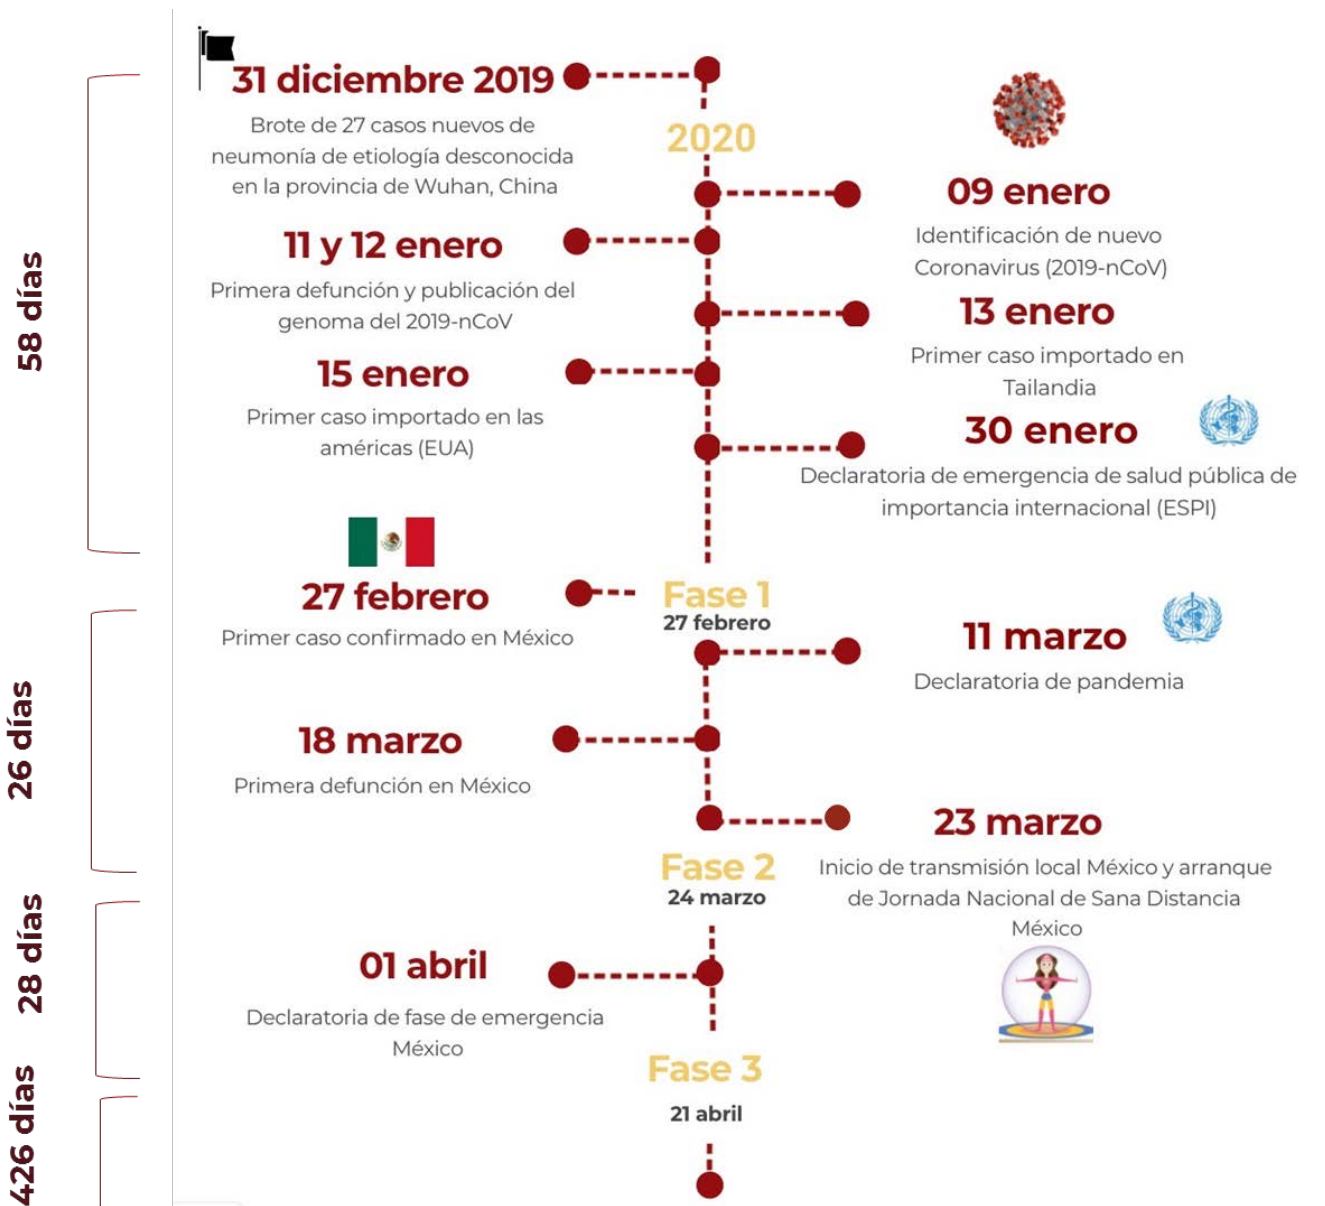 31 diciembre 2019
Brote de 27 casos nuevos de
neumonía de etiología desconocida
en la provincia de Wuhan, China
2020
09 enero
Identificación de nuevo
Coronavirus (2019-nCoV)
11 y 12 enero
Primera defunción y publicación del
genoma del 2019-nCoV
13 enero
Primer caso importado en
Tailandia
15 enero
Primer caso importado en las
américas (EUA)
30 enero
Declaratoria de emergencia de salud pública de
importancia internacional (ESPI)
58 días
27 febrero
Primer caso confirmado en México
Fase 1
27 febrero
11 marzo
Declaratoria de pandemia
18 marzo
Primera defunción en México
23 marzo
Inicio de transmisión local México y arranque
de Jornada Nacional de Sana Distancia
México
26 días
Fase 2
24 marzo
01 abril
Declaratoria de fase de emergencia
México
28 días
Fase 3
21 abril
426 días